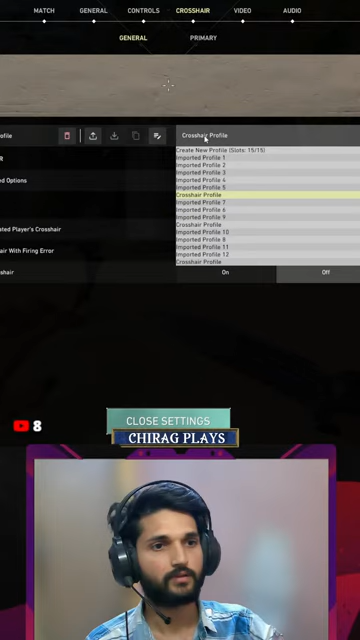 MATCH GENERAL CONTROLS CROSSHAIR VIDEO AUDIO
GENERAL PRIMARY
ofile
Crosshair Profile
Create New Profile (Slots: 15/15)
Imported Profile 1
Imported Profile 2
Imported Profile 3
Imported Profile 4
Imported Profile 5
Crosshair Profile
Imported Profile 7
Imported Profile 6
Imported Profile 9
Crosshair Profile
Imported Profile 10
Imported Profile 8
Imported Profile 11
Imported Profile 12
Crosshair Profile
R
ed Options
ated Player's Crosshair
air With Firing Error
shair
On Off
8
CLOSE SETTINGS
CHIRAG PLAYS